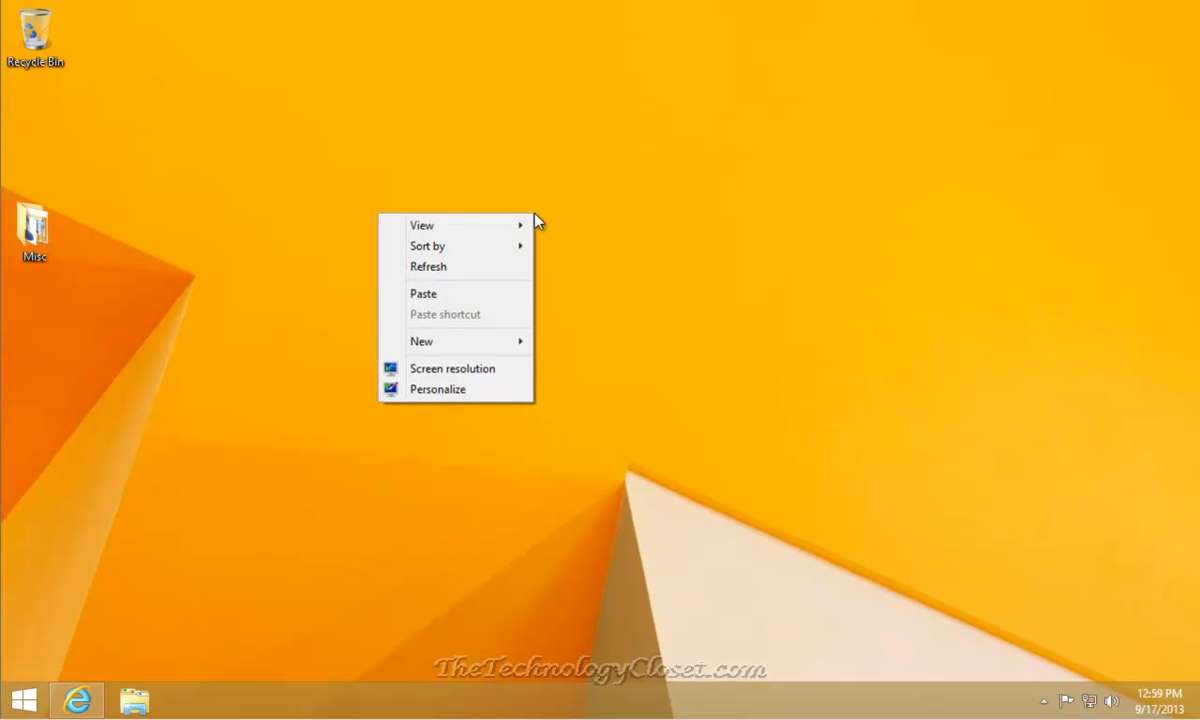 Recycle Bin
Misc
View
Sort by
Refresh
Paste
Paste shortcut
New
Screen resolution
Personalize
TheTechnologyCloset.com
12:59 PM
9/17/2013